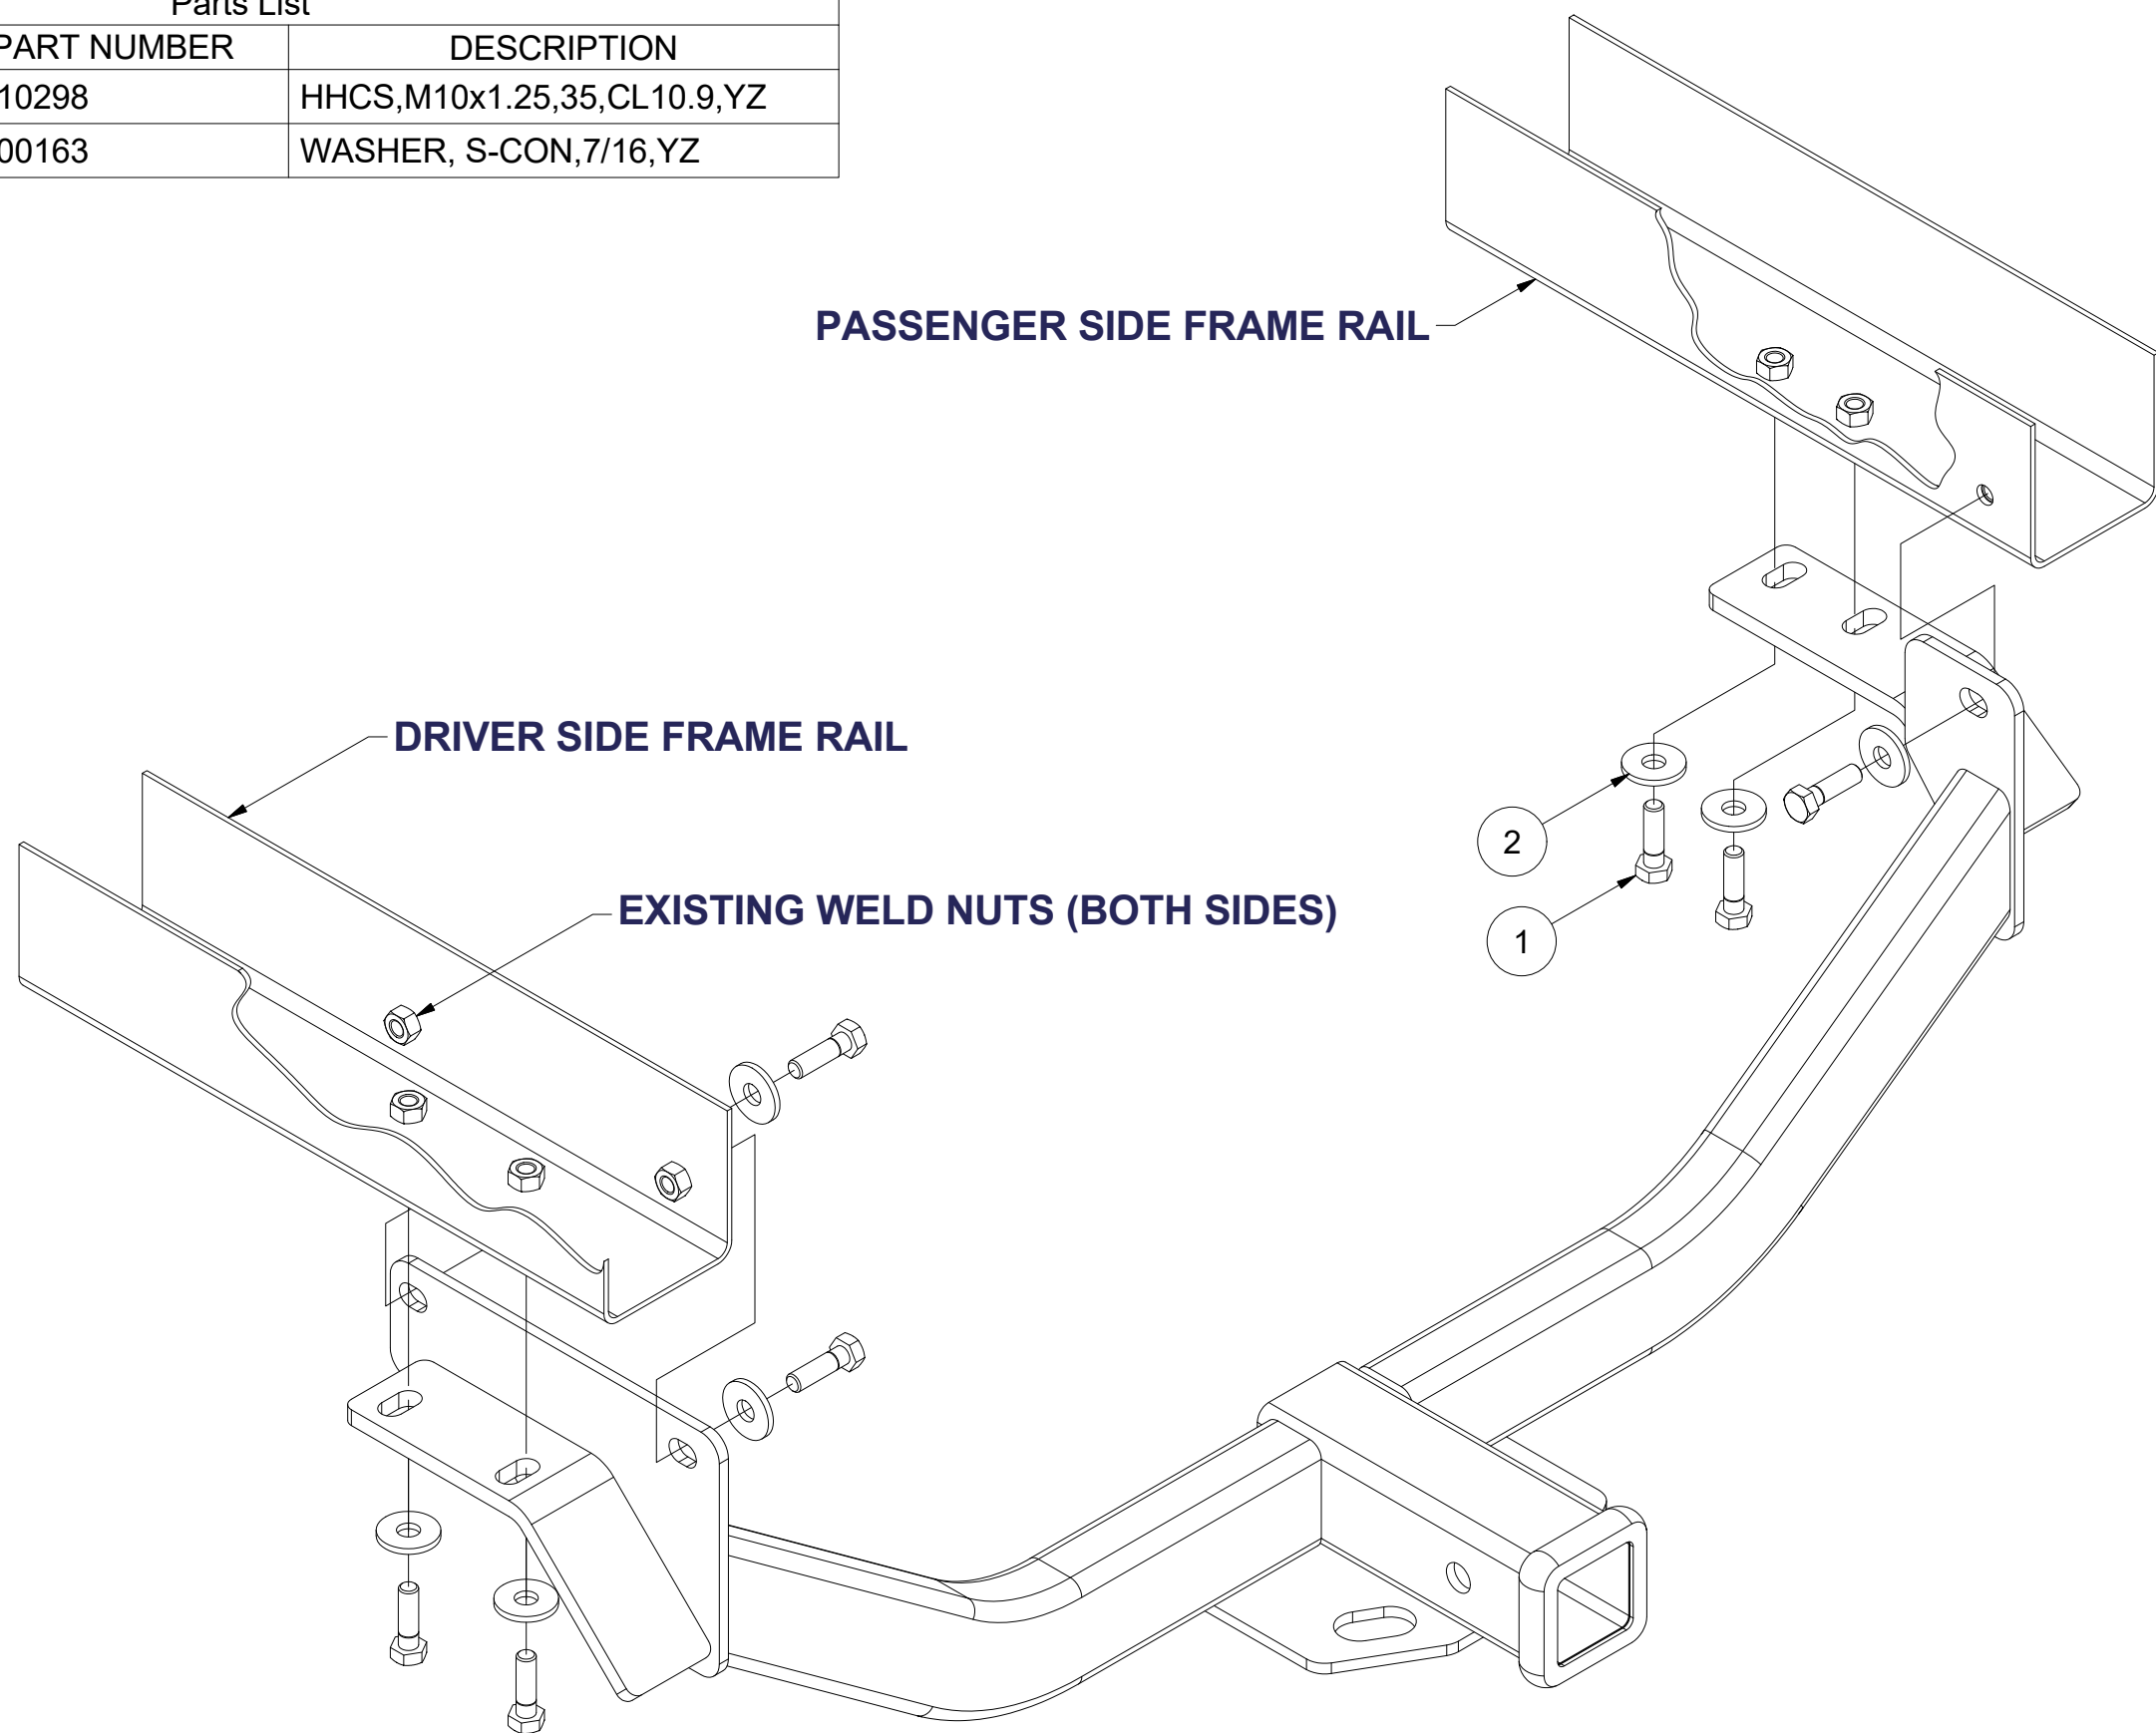 Parts List
PART NUMBER DESCRIPTION
10298 HHCS,M10x1.25,35,CL10.9,YZ
00163 WASHER, S-CON,7/16,YZ
PASSENGER SIDE FRAME RAIL
DRIVER SIDE FRAME RAIL
2
EXISTING WELD NUTS (BOTH SIDES)
1